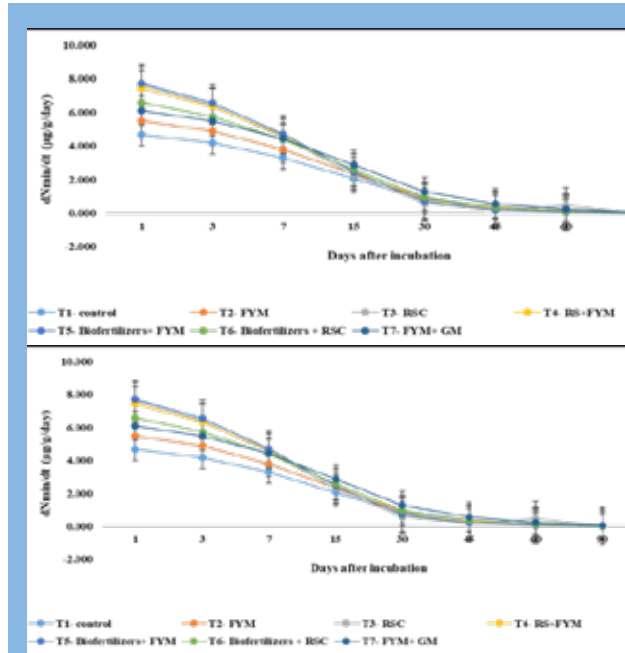 10.000
8.000
6.000
4.000
2.000
0.000
-2.000
dNmin/dt (µg/g/day)
1 3 7 15 30 45 60
Days after incubation
T1- control T2- FYM T3- RSC T4- RS+FYM
T5- Biofertilizers+ FYM T6- Biofertilizers + RSC T7- FYM+ GM
10.000
8.000
6.000
4.000
2.000
0.000
-2.000
dNmin/dt (µg/g/day)
1 3 7 15 30 45 60 90
Days after incubation
T1- control T2- FYM T3- RSC T4- RS+FYM
T5- Biofertilizers+ FYM T6- Biofertilizers + RSC T7- FYM+ GM